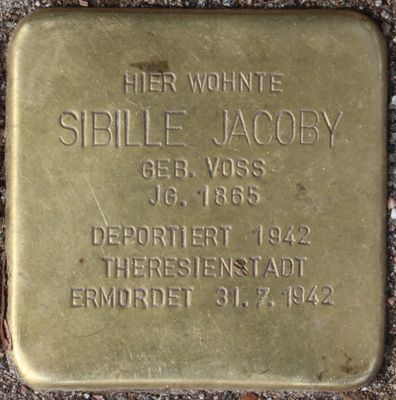 HIER WOHNTE
SIBILLE JACOBY
GEB. VOSS
JG. 1865
DEPORTIERT 1942
THERESIENSTADT
ERMORDET 31.7.1942